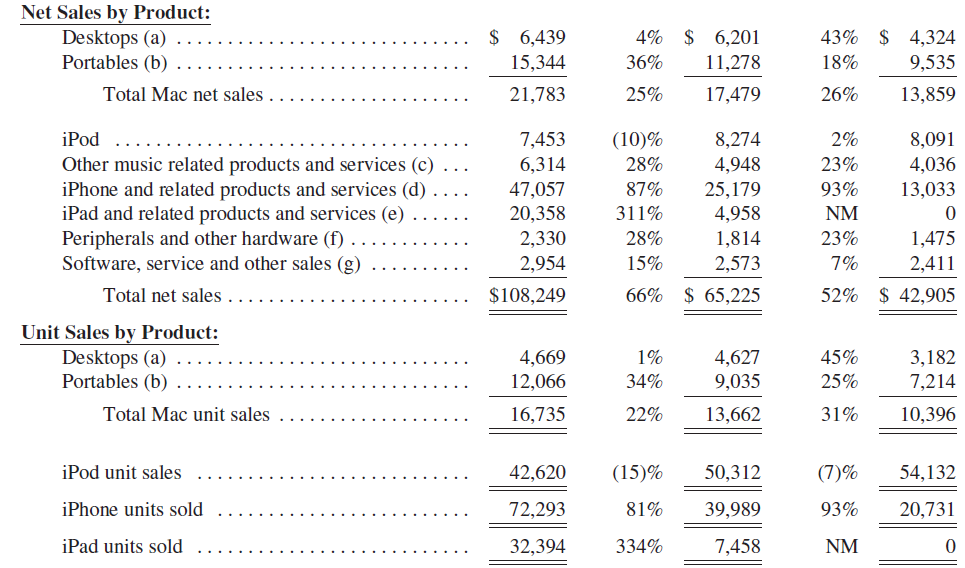 Net Sales by Product:
Desktops (a) . . . . . . . . . . . . . . . . . . . . . . . . . . . . . $ 6,439 4% $ 6,201 43% $ 4,324
Portables (b) . . . . . . . . . . . . . . . . . . . . . . . . . . . . . 15,344 36% 11,278 18% 9,535
Total Mac net sales . . . . . . . . . . . . . . . . . . . . 21,783 25% 17,479 26% 13,859
iPod . . . . . . . . . . . . . . . . . . . . . . . . . . . . . . . . . . 7,453 (10)% 8,274 2% 8,091
Other music related products and services (c) . . . 6,314 28% 4,948 23% 4,036
iPhone and related products and services (d) . . . . 47,057 87% 25,179 93% 13,033
iPad and related products and services (e) . . . . . . 20,358 311% 4,958 NM 0
Peripherals and other hardware (f) . . . . . . . . . . . . 2,330 28% 1,814 23% 1,475
Software, service and other sales (g) . . . . . . . . . . 2,954 15% 2,573 7% 2,411
Total net sales . . . . . . . . . . . . . . . . . . . . . . . . $108,249 66% $ 65,225 52% $ 42,905
Unit Sales by Product:
Desktops (a) . . . . . . . . . . . . . . . . . . . . . . . . . . . . . 4,669 1% 4,627 45% 3,182
Portables (b) . . . . . . . . . . . . . . . . . . . . . . . . . . . . . 12,066 34% 9,035 25% 7,214
Total Mac unit sales . . . . . . . . . . . . . . . . . . . 16,735 22% 13,662 31% 10,396
iPod unit sales . . . . . . . . . . . . . . . . . . . . . . . . . . . 42,620 (15)% 50,312 (7)% 54,132
iPhone units sold . . . . . . . . . . . . . . . . . . . . . . . . . 72,293 81% 39,989 93% 20,731
iPad units sold . . . . . . . . . . . . . . . . . . . . . . . . . . . 32,394 334% 7,458 NM 0